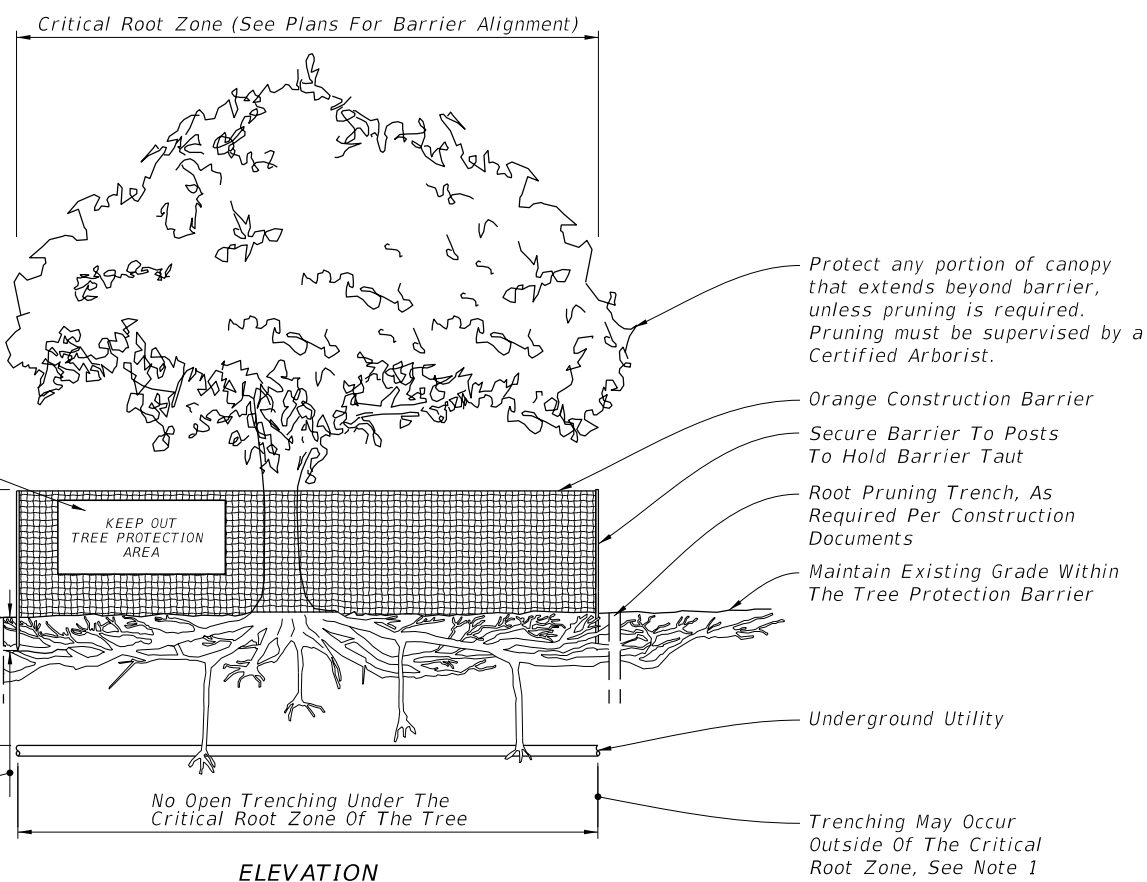 Critical Root Zone (See Plans For Barrier Alignment)
Protect any portion of canopy
that extends beyond barrier,
unless pruning is required.
Pruning must be supervised by a
Certified Arborist.
Orange Construction Barrier
Secure Barrier To Posts
To Hold Barrier Taut
Root Pruning Trench, As
Required Per Construction
Documents
KEEP OUT
TREE PROTECTION
AREA
Maintain Existing Grade Within
The Tree Protection Barrier
Underground Utility
No Open Trenching Under The
Critical Root Zone Of The Tree
Trenching May Occur
Outside Of The Critical
Root Zone, See Note 1
ELEVATION